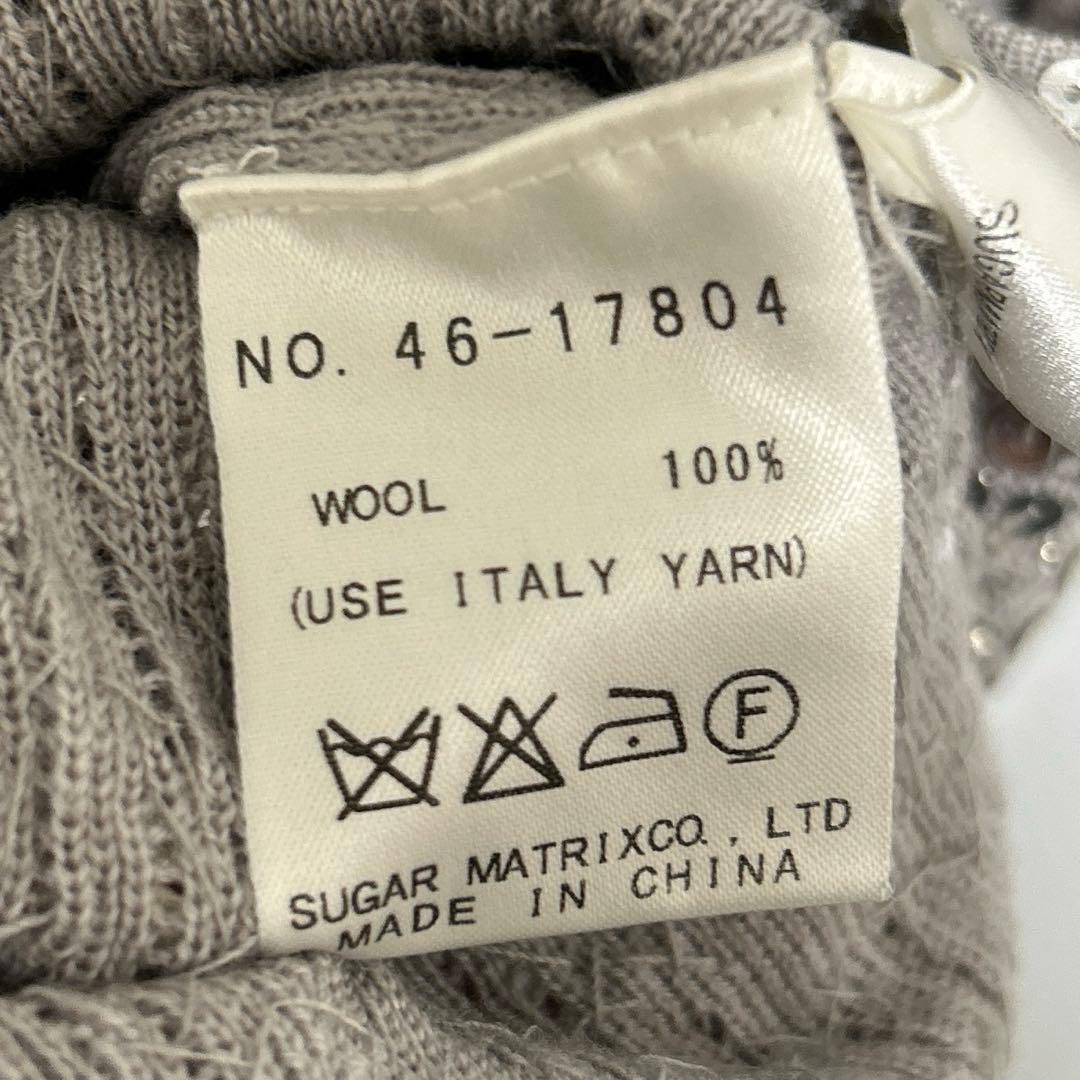 NO. 46-17804
WOOL 100%
(USE ITALY YARN)
F
SUGAR MATRIXCO., LTD
MADE IN CHINA